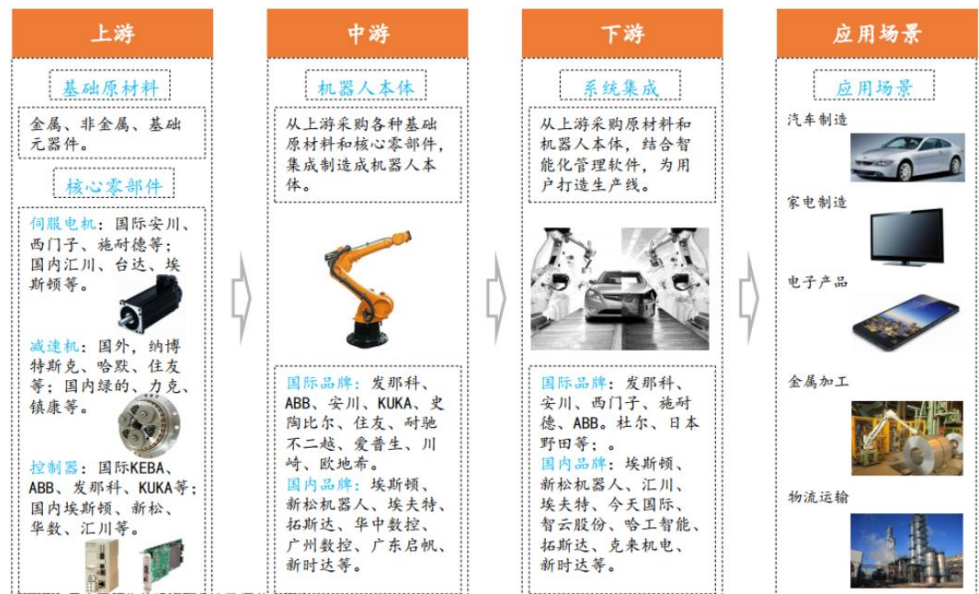 上游
基础原材料
金属、非金属、基础
元器件。
核心零部件
伺服电机：国际安川、
西门子、施耐德等；
国内汇川、台达、埃
斯顿等。
减速机：国外，纳博
特斯克、哈默、住友
等；国内绿的、力克、
镇康等。
控制器：国际KEBA、
ABB、发那科、KUKA等；
国内埃斯顿、新松、
华数、汇川等。
中游
机器人本体
从上游采购各种基础
原材料和核心零部件，
集成制造成机器人本
体。
国际品牌：发那科、
ABB、安川、KUKA、史
陶比尔、住友、耐驰
不二越、爱普生、川
崎、欧地希。
国内品牌：埃斯顿、
新松机器人、埃夫特、
拓斯达、华中数控、
广州数控、广东启帆、
新时达等。
下游
系统集成
从上游采购原材料和
机器人本体，结合智
能化管理软件，为用
户打造生产线。
国际品牌：发那科、
安川、西门子、施耐
德、ABB。杜尔、日本
野田等；。
国内品牌：埃斯顿、
新松机器人、汇川、
埃夫特、今天国际、
智云股份、哈工智能、
拓斯达、克来机电、
新时达等。
应用场景
应用场景
汽车制造
家电制造
电子产品
金属加工
物流运输